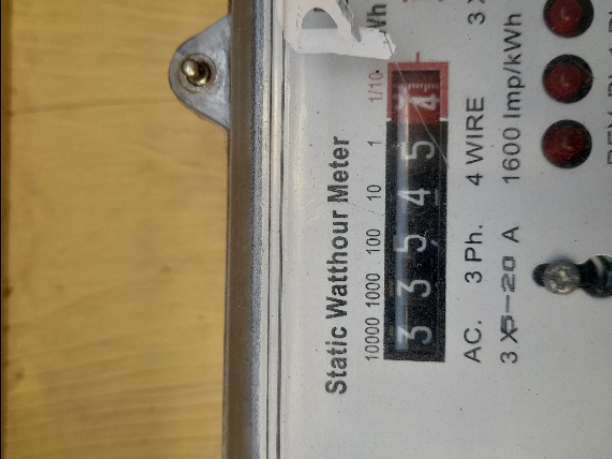 Static Watthour Meter
10000 1000 100 10 1 1/10
3 3 5 4 5 4
AC. 3 Ph. 4 WIRE
3 X5-20 A 1600 Imp/kWh